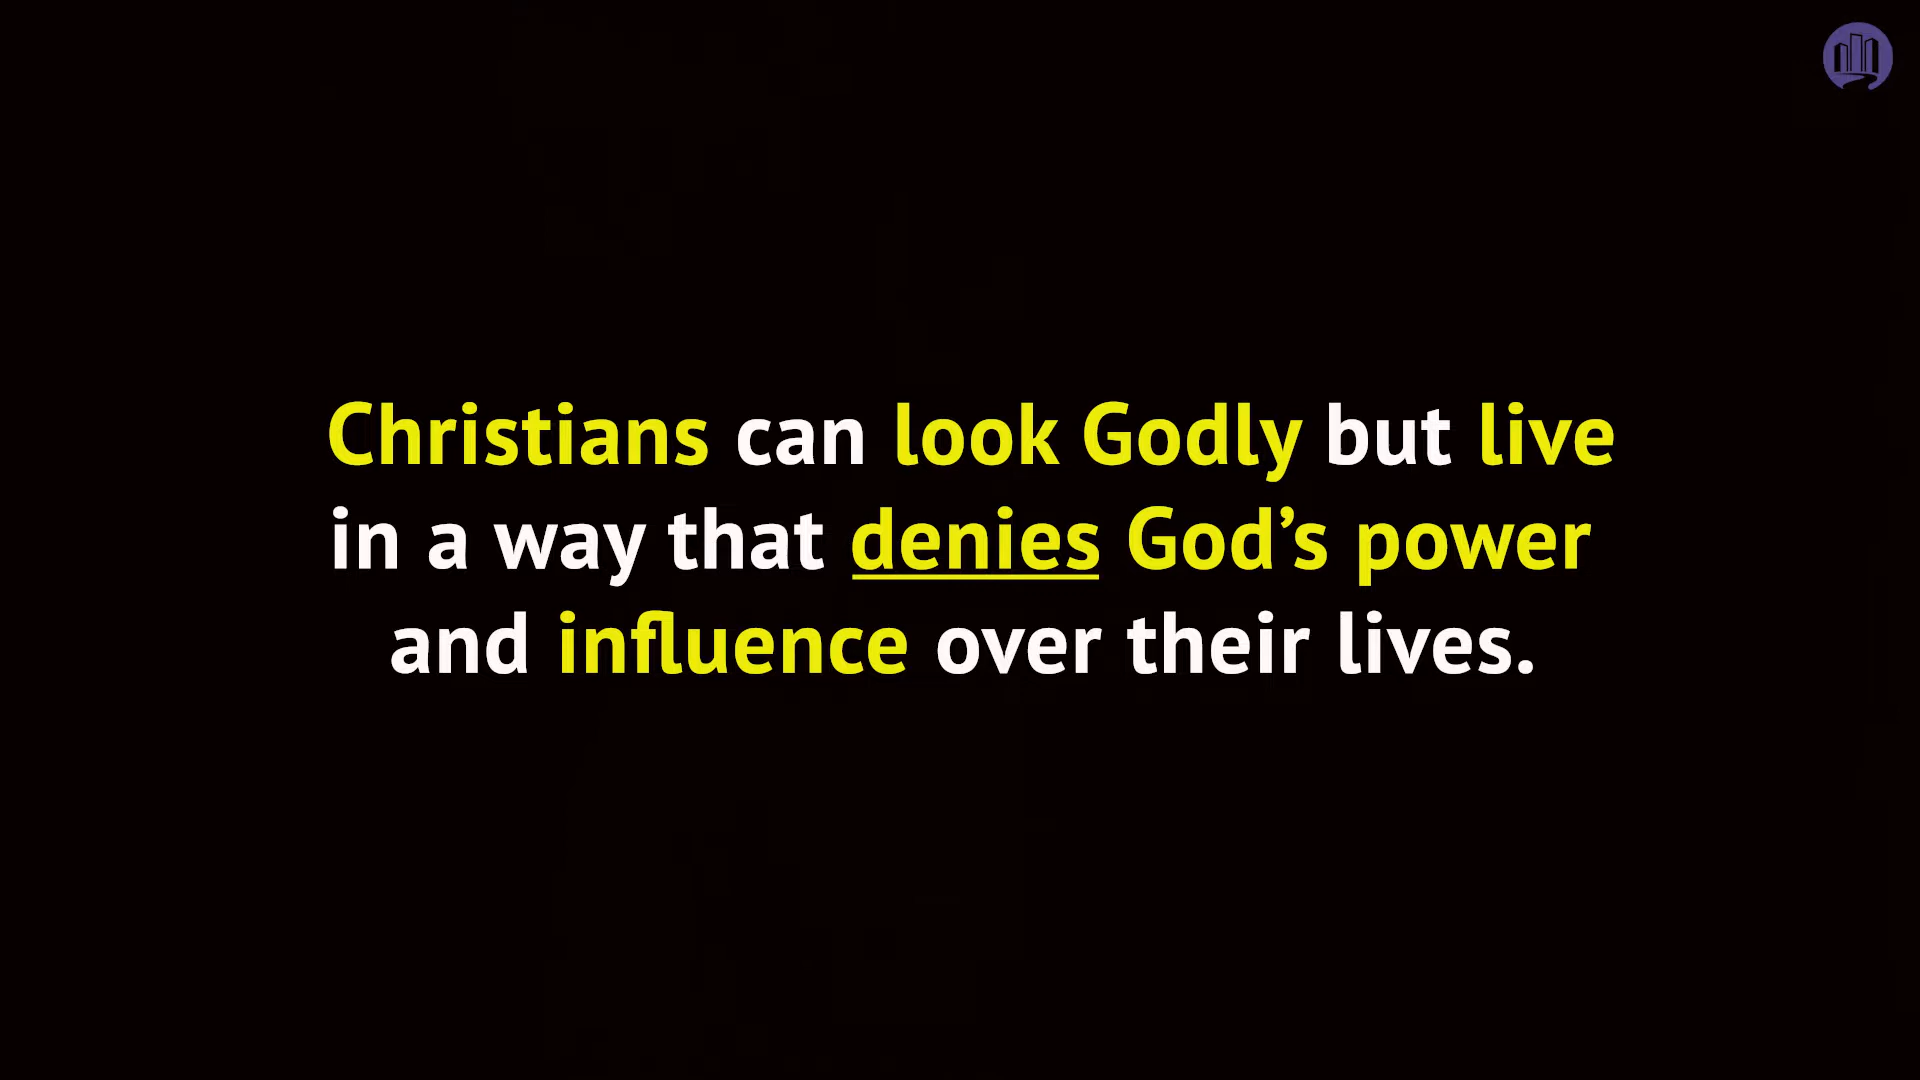 Christians can look Godly but live
in a way that denies God’s power
and influence over their lives.